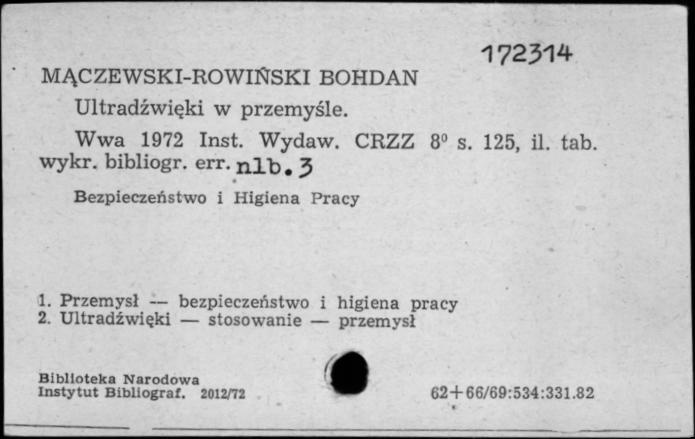 172314
MĄCZEWSKI-ROWIŃSKI BOHDAN
Ultradźwięki w przemyśle.
Wwa 1972 Inst. Wydaw. CRZZ 8⁰ s. 125, il. tab.
wykr. bibliogr. err. nlb. 3
Bezpieczeństwo i Higiena Pracy
1. Przemysł — bezpieczeństwo i higiena pracy
2. Ultradźwięki — stosowanie — przemysł
Biblioteka Narodowa
Instytut Bibliograf. 2012/72
62+66/69:534:331.82